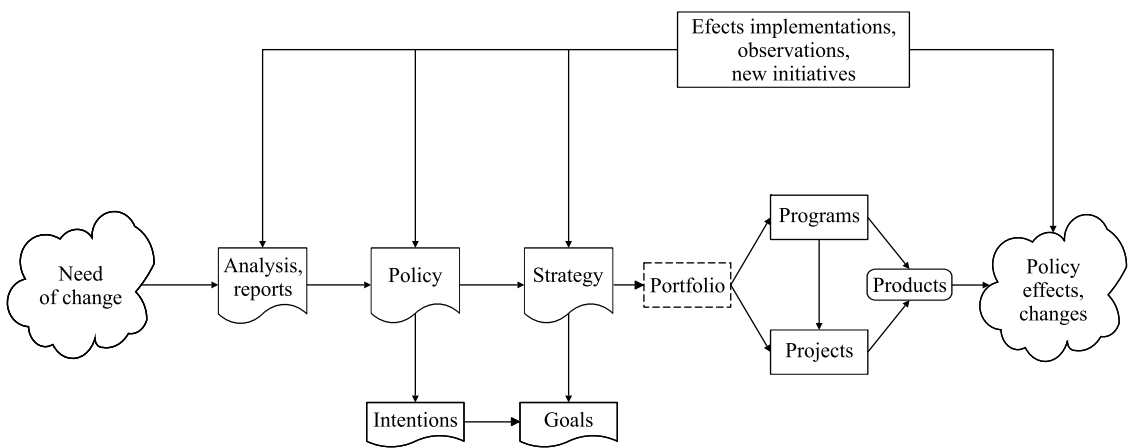 Efects implementations,
observations,
new initiatives
Need
of change
Analysis,
reports
Policy
Strategy
Portfolio
Programs
Projects
Products
Policy
effects,
changes
Intentions
Goals